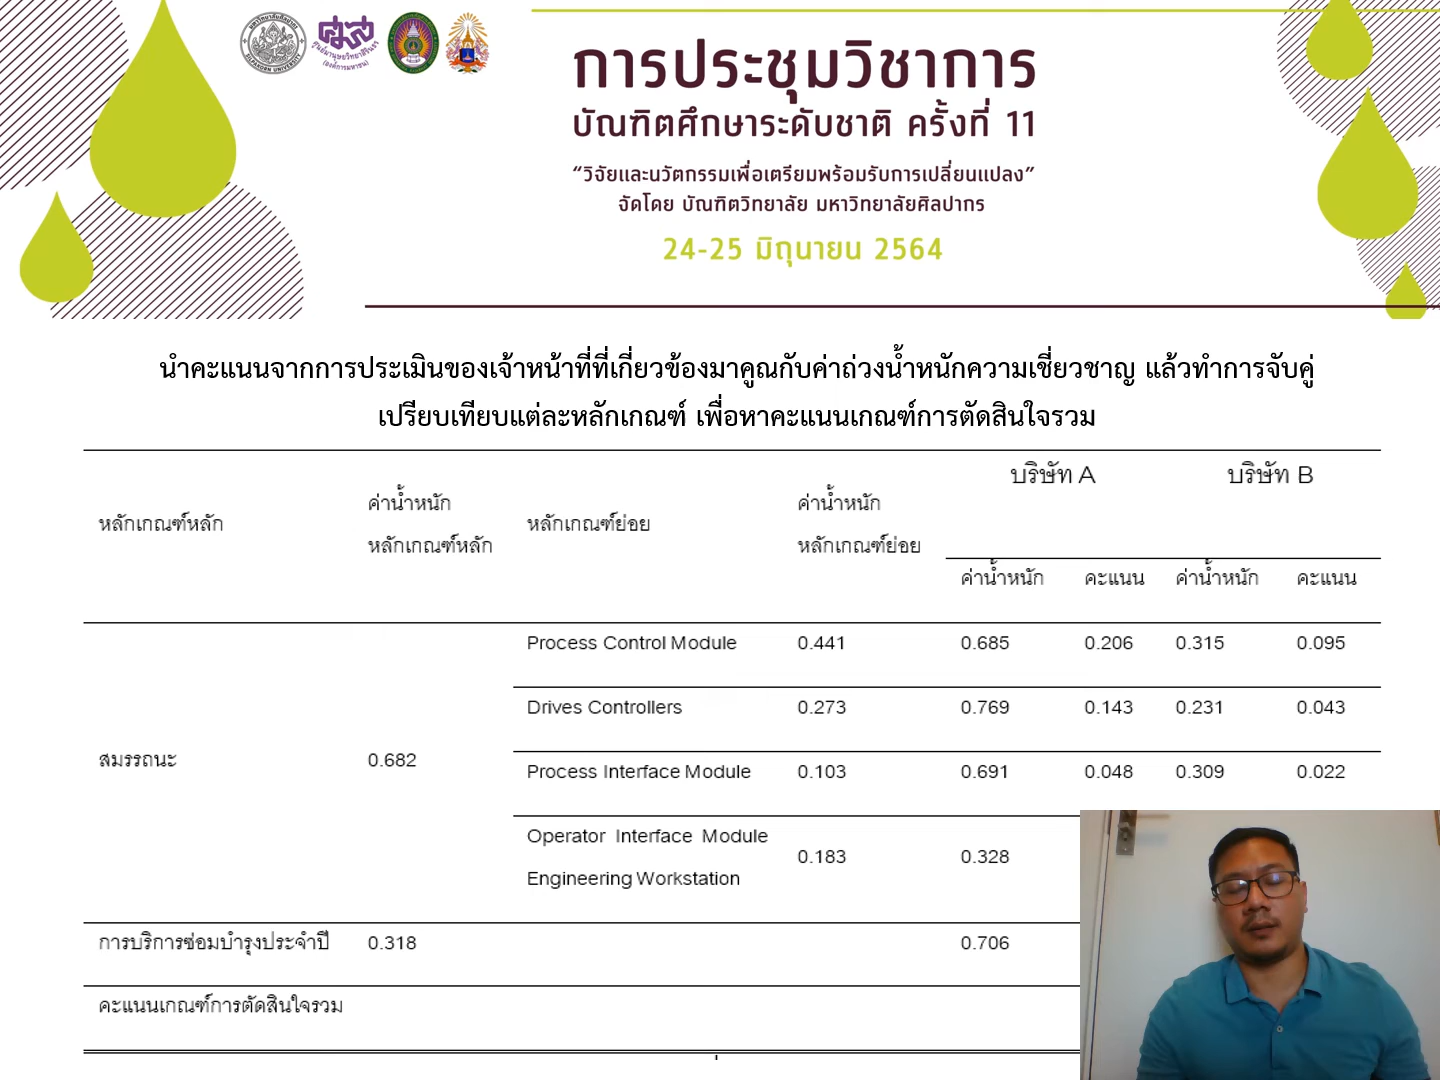 การประชุมวิชาการ
บัณฑิตศึกษาระดับชาติ ครั้งที่ 11
“วิจัยและนวัตกรรมเพื่อเตรียมพร้อมรับการเปลี่ยนแปลง”
จัดโดย บัณฑิตวิทยาลัย มหาวิทยาลัยศิลปากร
24-25 มิถุนายน 2564
นำคะแนนจากการประเมินของเจ้าหน้าที่ที่เกี่ยวข้องมาคูณกับค่าถ่วงน้ำหนักความเชี่ยวชาญ แล้วทำการจับคู่
เปรียบเทียบแต่ละหลักเกณฑ์ เพื่อหาคะแนนเกณฑ์การตัดสินใจรวม
หลักเกณฑ์หลัก ค่าน้ำหนัก หลักเกณฑ์หลัก หลักเกณฑ์ย่อย ค่าน้ำหนัก หลักเกณฑ์ย่อย บริษัท A บริษัท B
ค่าน้ำหนัก คะแนน ค่าน้ำหนัก คะแนน
Process Control Module 0.441 0.685 0.206 0.315 0.095
Drives Controllers 0.273 0.769 0.143 0.231 0.043
สมรรถนะ 0.682
Process Interface Module 0.103 0.691 0.048 0.309 0.022
Operator Interface Module
Engineering Workstation 0.183 0.328
การบริการซ่อมบำรุงประจำปี 0.318 0.706
คะแนนเกณฑ์การตัดสินใจรวม